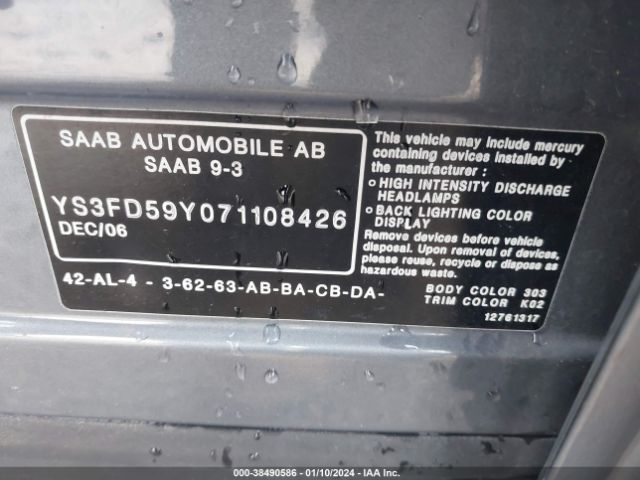 SAAB AUTOMOBILE AB
SAAB 9-3
YS3FD59Y071108426
DEC/06
42-AL-4 - 3-62-63-AB-BA-CB-DA-
This vehicle may include mercury
containing devices installed by
the manufacturer :
○ HIGH INTENSITY DISCHARGE
HEADLAMPS
○ BACK LIGHTING COLOR
DISPLAY
Remove devices before vehicle
disposal. Upon removal of devices,
please reuse, recycle or dispose as
hazardous waste.
BODY COLOR 303
TRIM COLOR K02
12761317
000-38490586 - 01/10/2024 - IAA Inc.